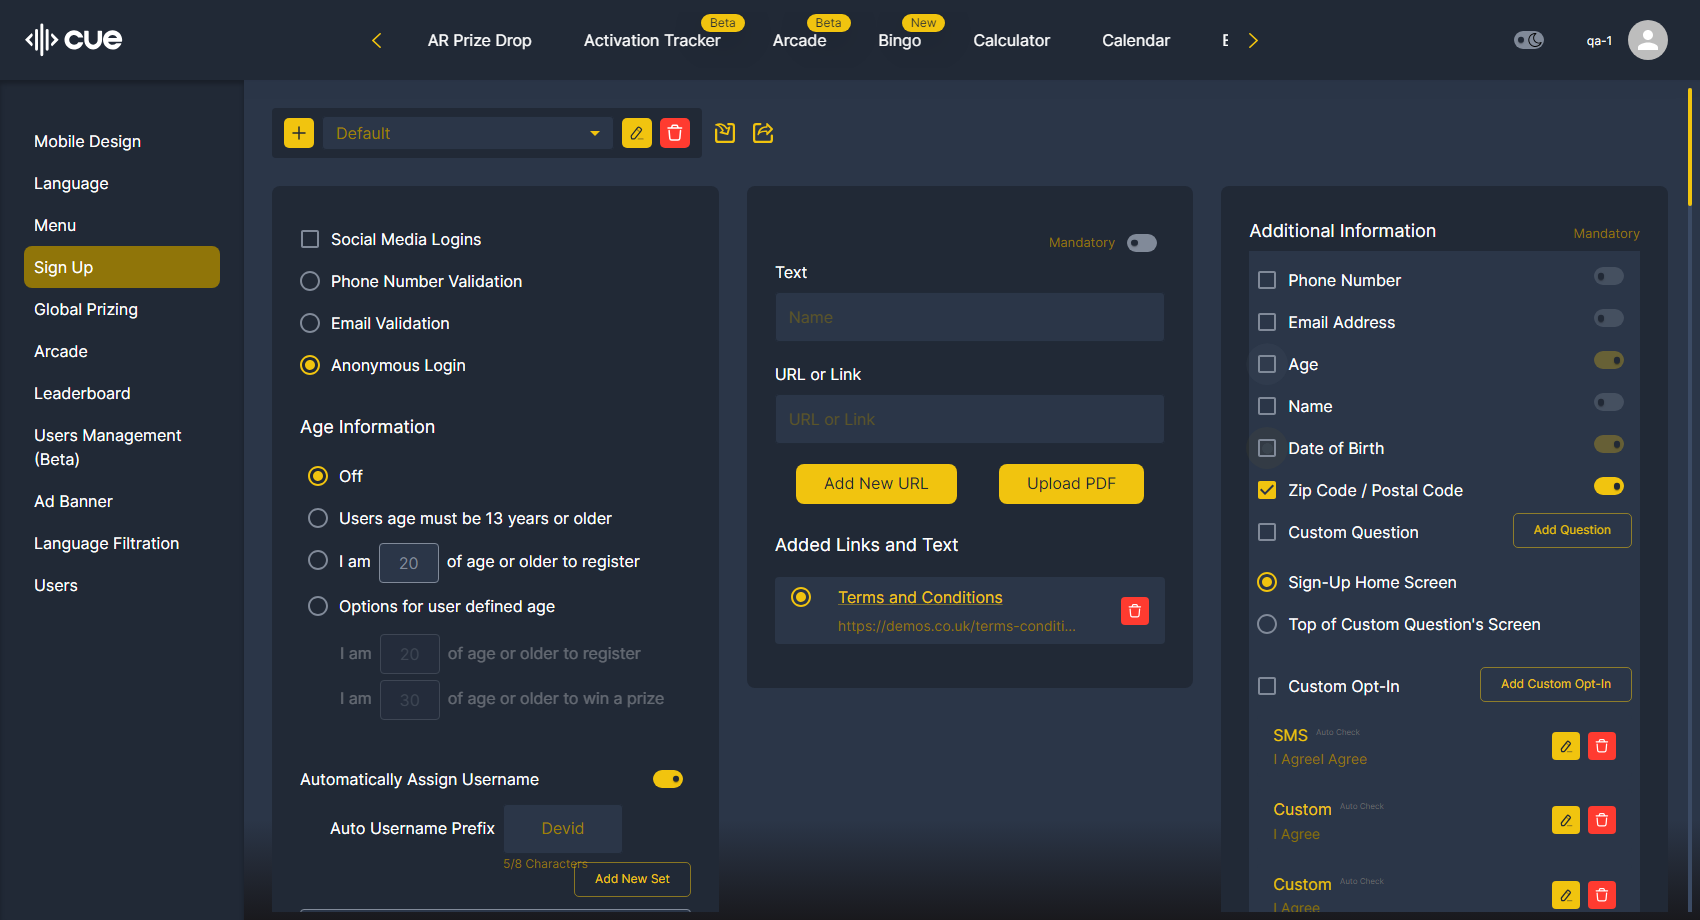 cue
AR Prize Drop
Activation Tracker
Beta
Arcade
Beta
Bingo
New
Calculator
Calendar
qa-1
Mobile Design
Language
Menu
Sign Up
Global Prizing
Arcade
Leaderboard
Users Management
(Beta)
Ad Banner
Language Filtration
Users
Default
Social Media Logins
Phone Number Validation
Email Validation
Anonymous Login
Age Information
Off
Users age must be 13 years or older
I am 20 of age or older to register
Options for user defined age
I am 20 of age or older to register
I am 30 of age or older to win a prize
Automatically Assign Username
Auto Username Prefix Devid
5/8 Characters
Add New Set
Mandatory
Text
Name
URL or Link
URL or Link
Add New URL
Upload PDF
Added Links and Text
Terms and Conditions
https://demos.co.uk/terms-conditi...
Additional Information
Mandatory
Phone Number
Email Address
Age
Name
Date of Birth
Zip Code / Postal Code
Custom Question
Add Question
Sign-Up Home Screen
Top of Custom Question's Screen
Custom Opt-In
Add Custom Opt-In
SMS Auto Check
I AgreeI Agree
Custom Auto Check
I Agree
Custom Auto Check
I Agree